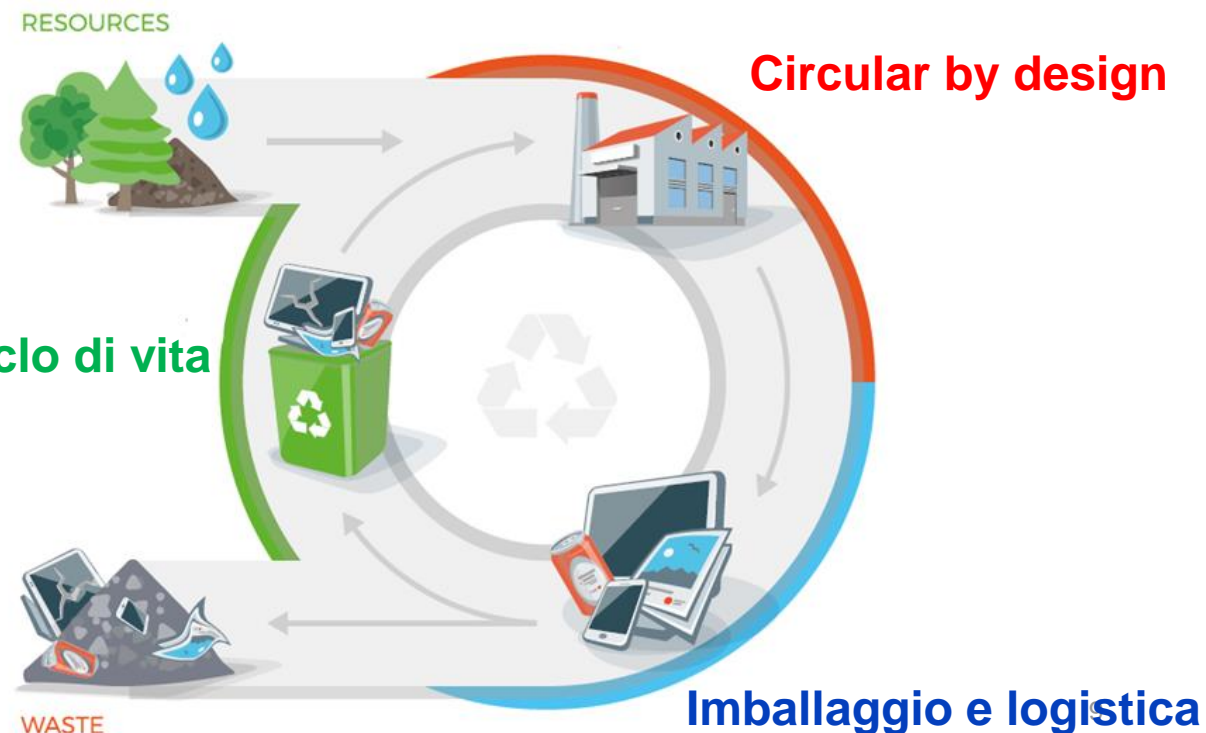 RESOURCES
Circular by design
clo di vita
Imballaggio e logistica
WASTE